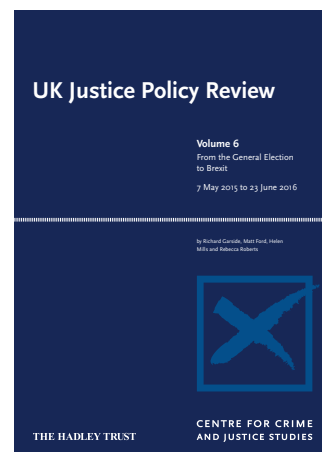 UK Justice Policy Review
Volume 6
From the General Election
to Brexit
7 May 2015 to 23 June 2016
by Richard Garside, Matt Ford, Helen
Mills and Rebecca Roberts
THE HADLEY TRUST
CENTRE FOR CRIME
AND JUSTICE STUDIES